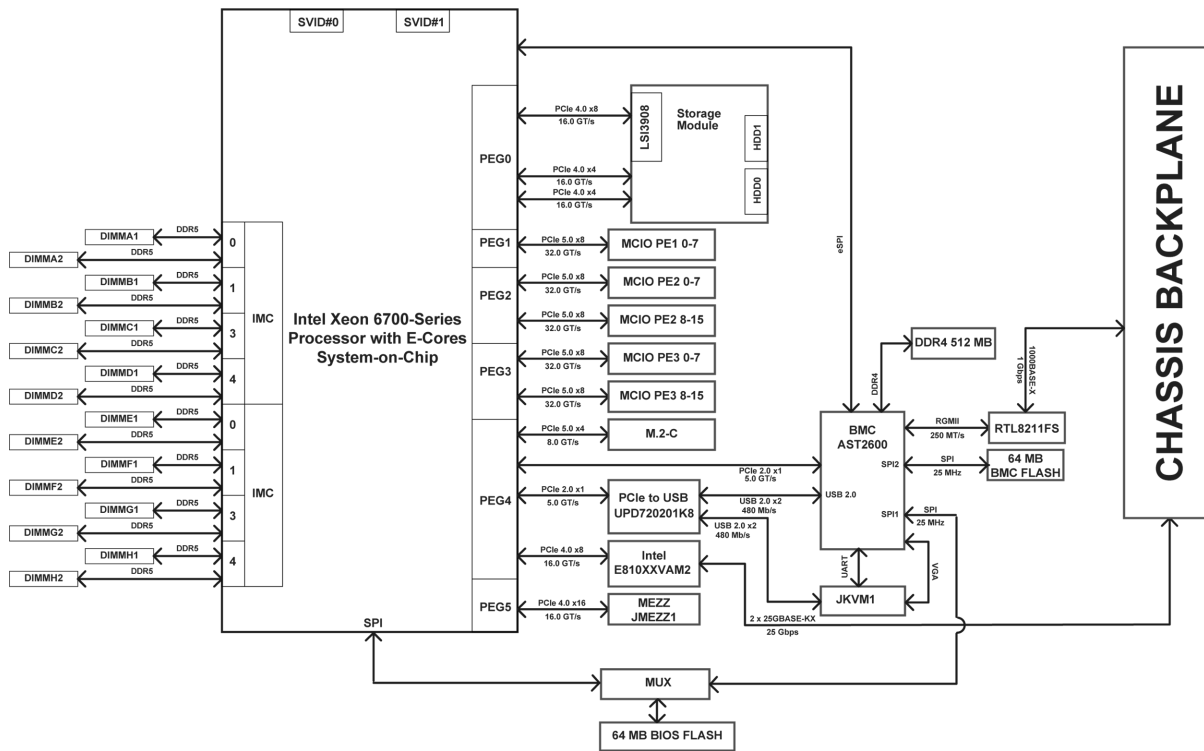 SVID#0
SVID#1
PEG0
PCIe 4.0 x8
16.0 GT/s
PCIe 4.0 x4
16.0 GT/s
PCIe 4.0 x4
16.0 GT/s
LSI3908
Storage
Module
HDD1
HDD0
DIMMA1
DDR5
DIMMA2
DDR5
DIMMB1
DDR5
DIMMB2
DDR5
DIMMC1
DDR5
DIMMC2
DDR5
DIMMD1
DDR5
DIMMD2
DDR5
DIMME1
DDR5
DIMME2
DDR5
DIMMF1
DDR5
DIMMF2
DDR5
DIMMG1
DDR5
DIMMG2
DDR5
DIMMH1
DDR5
DIMMH2
DDR5
0
1
3
4
IMC
0
1
3
4
IMC
Intel Xeon 6700-Series
Processor with E-Cores
System-on-Chip
SPI
PEG1
PCIe 5.0 x8
32.0 GT/s
MCIO PE1 0-7
PEG2
PCIe 5.0 x8
32.0 GT/s
MCIO PE2 0-7
PCIe 5.0 x8
32.0 GT/s
MCIO PE2 8-15
PEG3
PCIe 5.0 x8
32.0 GT/s
MCIO PE3 0-7
PCIe 5.0 x8
32.0 GT/s
MCIO PE3 8-15
PEG4
PCIe 5.0 x4
8.0 GT/s
M.2-C
PCIe 2.0 x1
5.0 GT/s
PCIe 2.0 x1
5.0 GT/s
PCIe to USB
UPD720201K8
USB 2.0 x2
480 Mb/s
USB 2.0 x2
480 Mb/s
PCIe 4.0 x8
16.0 GT/s
Intel
E810XXVAM2
PEG5
PCIe 4.0 x16
16.0 GT/s
MEZZ
JMEZZ1
2 x 25GBASE-KX
25 Gbps
eSPI
DDR4
DDR4 512 MB
BMC
AST2600
SPI2
USB 2.0
SPI1
RGMII
250 MT/s
RTL8211FS
1000BASE-X
1 Gbps
SPI
25 MHz
64 MB
BMC FLASH
SPI
25 MHz
UART
VGA
JKVM1
MUX
64 MB BIOS FLASH
CHASSIS BACKPLANE